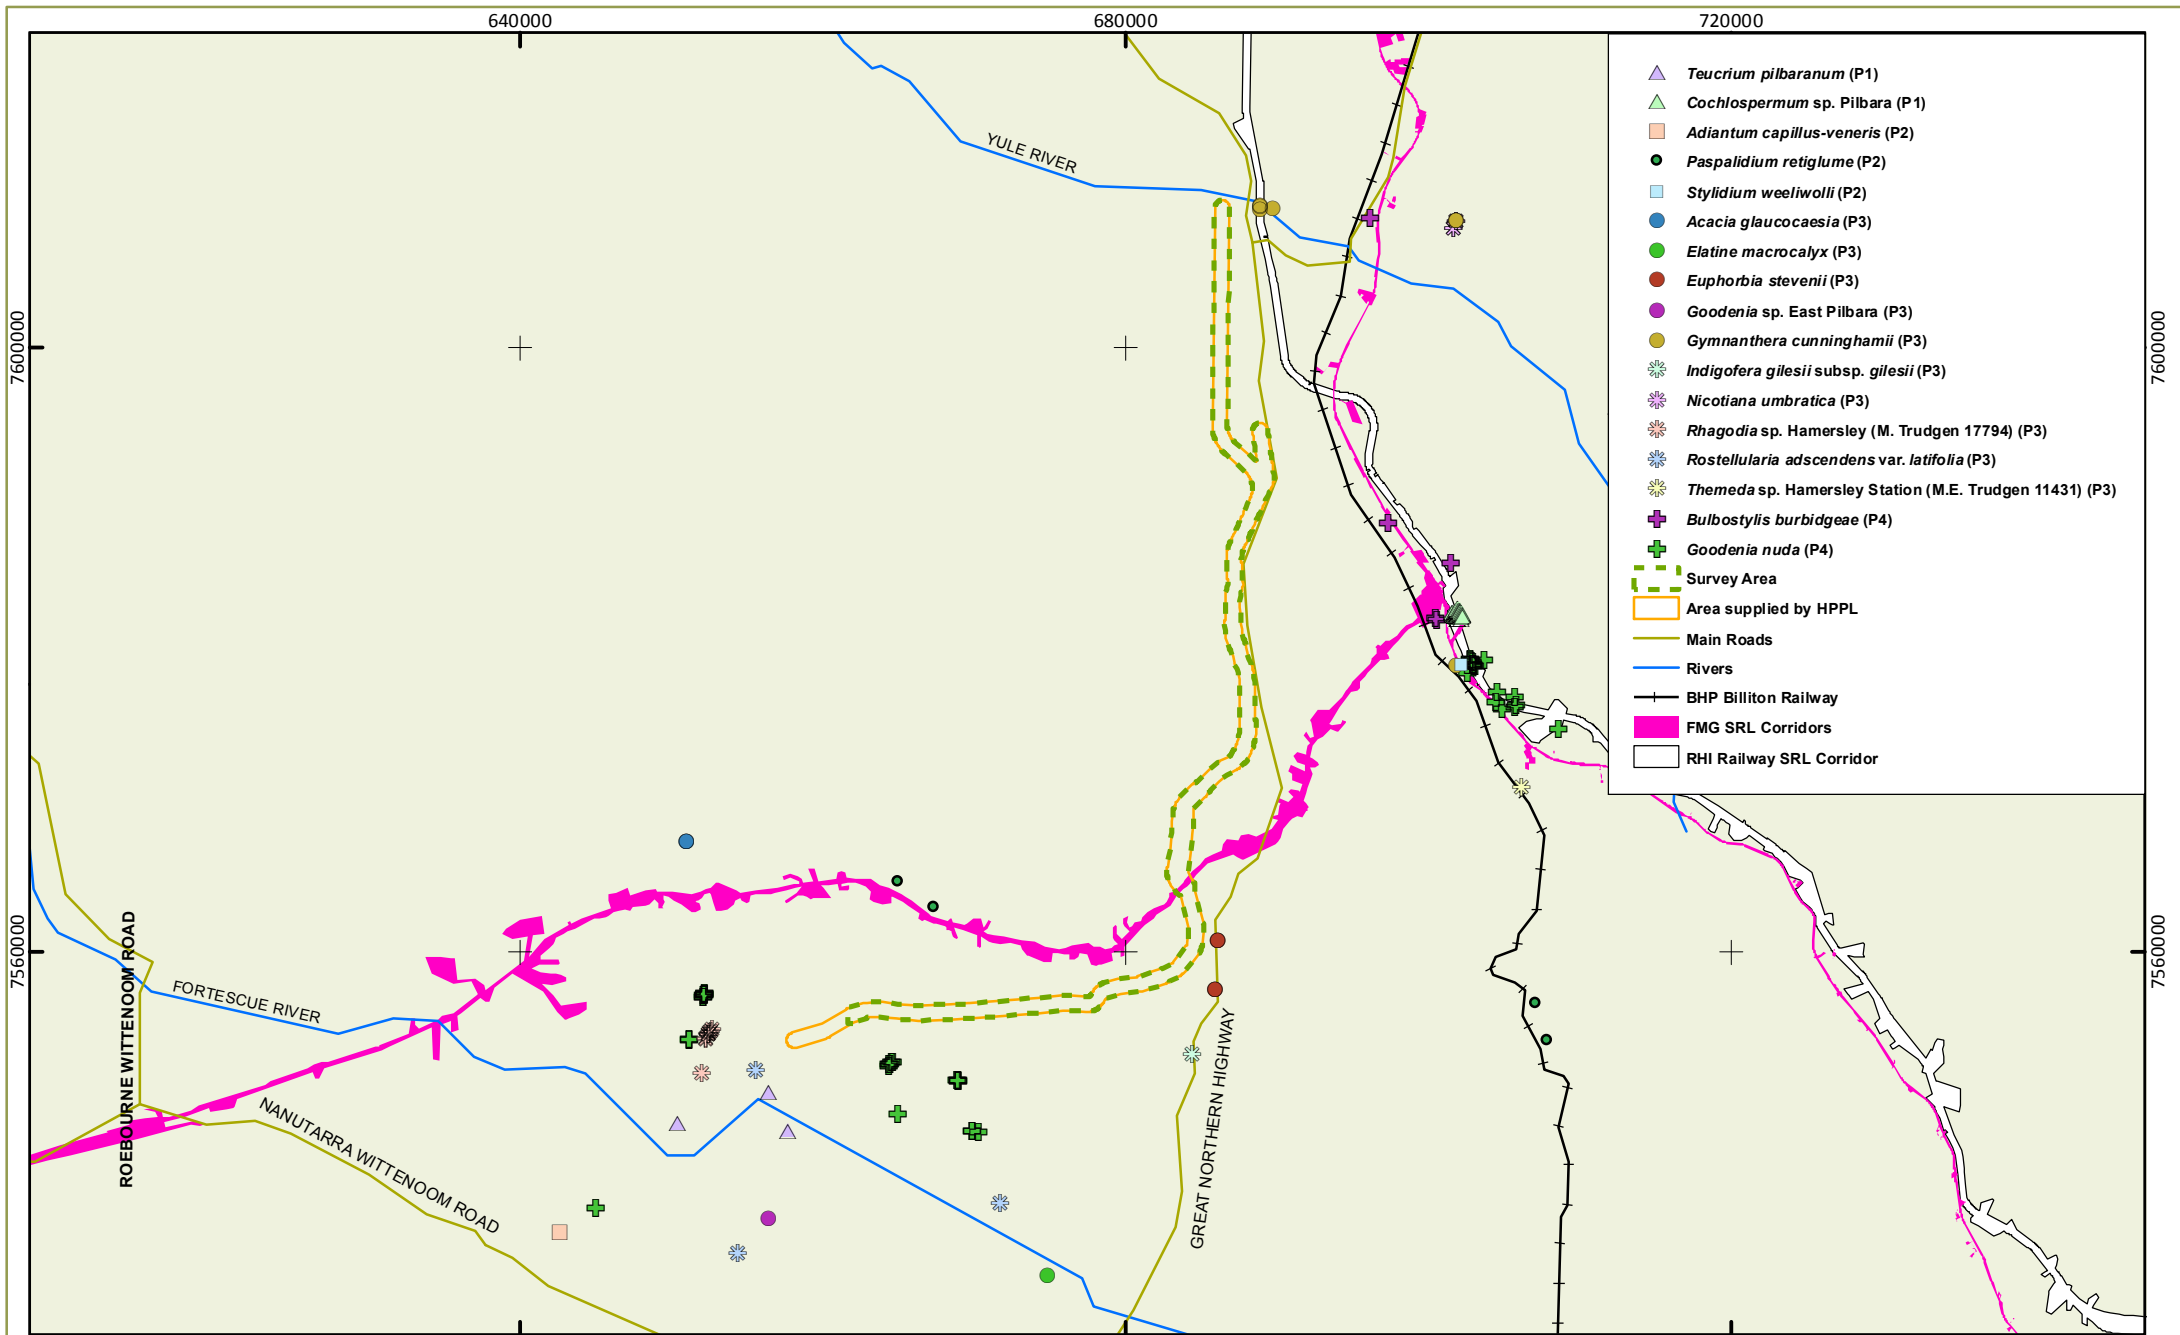 640000
680000
720000
7600000
7600000
7560000
7560000
YULE RIVER
FORTESCUE RIVER
ROEBOURNE WITTENOOM ROAD
NANUTARRA WITTENOOM ROAD
GREAT NORTHERN HIGHWAY
Teucrium pilbaranum (P1)
Cochlospermum sp. Pilbara (P1)
Adiantum capillus-veneris (P2)
Paspalidium retiglume (P2)
Stylidium weeliwolli (P2)
Acacia glaucocaesia (P3)
Elatine macrocalyx (P3)
Euphorbia stevenii (P3)
Goodenia sp. East Pilbara (P3)
Gymnanthera cunninghamii (P3)
Indigofera gilesii subsp. gilesii (P3)
Nicotiana umbratica (P3)
Rhagodia sp. Hamersley (M. Trudgen 17794) (P3)
Rostellularia adscendens var. latifolia (P3)
Themeda sp. Hamersley Station (M.E. Trudgen 11431) (P3)
Bulbostylis burbidgeae (P4)
Goodenia nuda (P4)
Survey Area
Area supplied by HPPL
Main Roads
Rivers
BHP Billiton Railway
FMG SRL Corridors
RHI Railway SRL Corridor